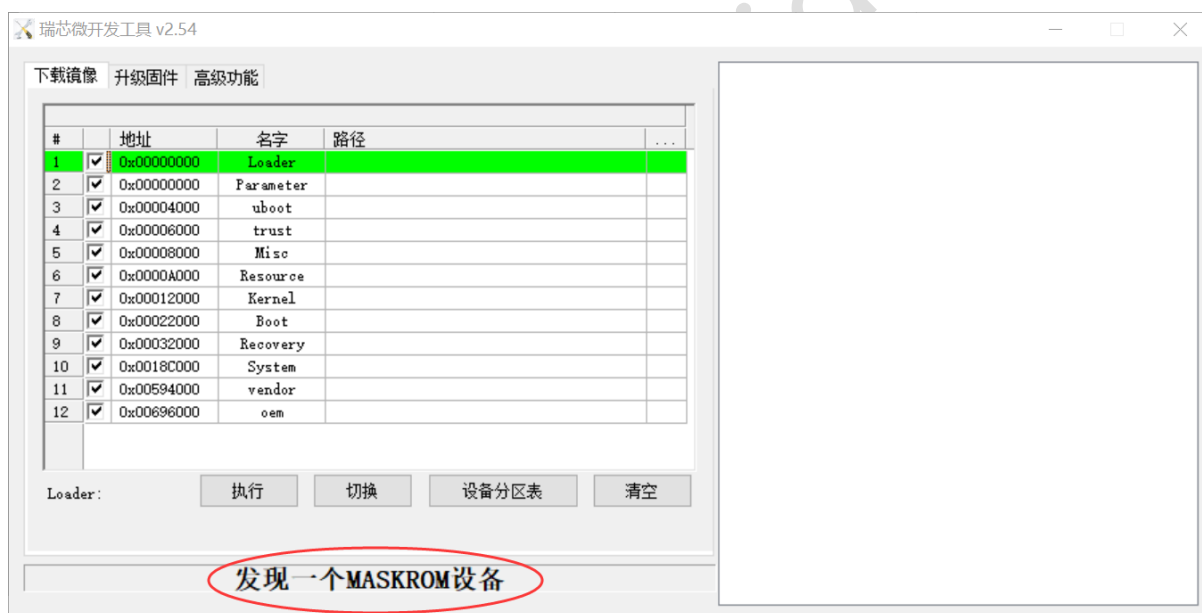 瑞芯微开发工具 v2.54
下载镜像 升级固件 高级功能
# 地址 名字 路径 ...
1 0x00000000 Loader
2 0x00000000 Parameter
3 0x00004000 uboot
4 0x00006000 trust
5 0x00008000 Misc
6 0x0000A000 Resource
7 0x00012000 Kernel
8 0x00022000 Boot
9 0x00032000 Recovery
10 0x0018C000 System
11 0x00594000 vendor
12 0x00696000 oem
Loader: 执行 切换 设备分区表 清空
发现一个MASKROM设备